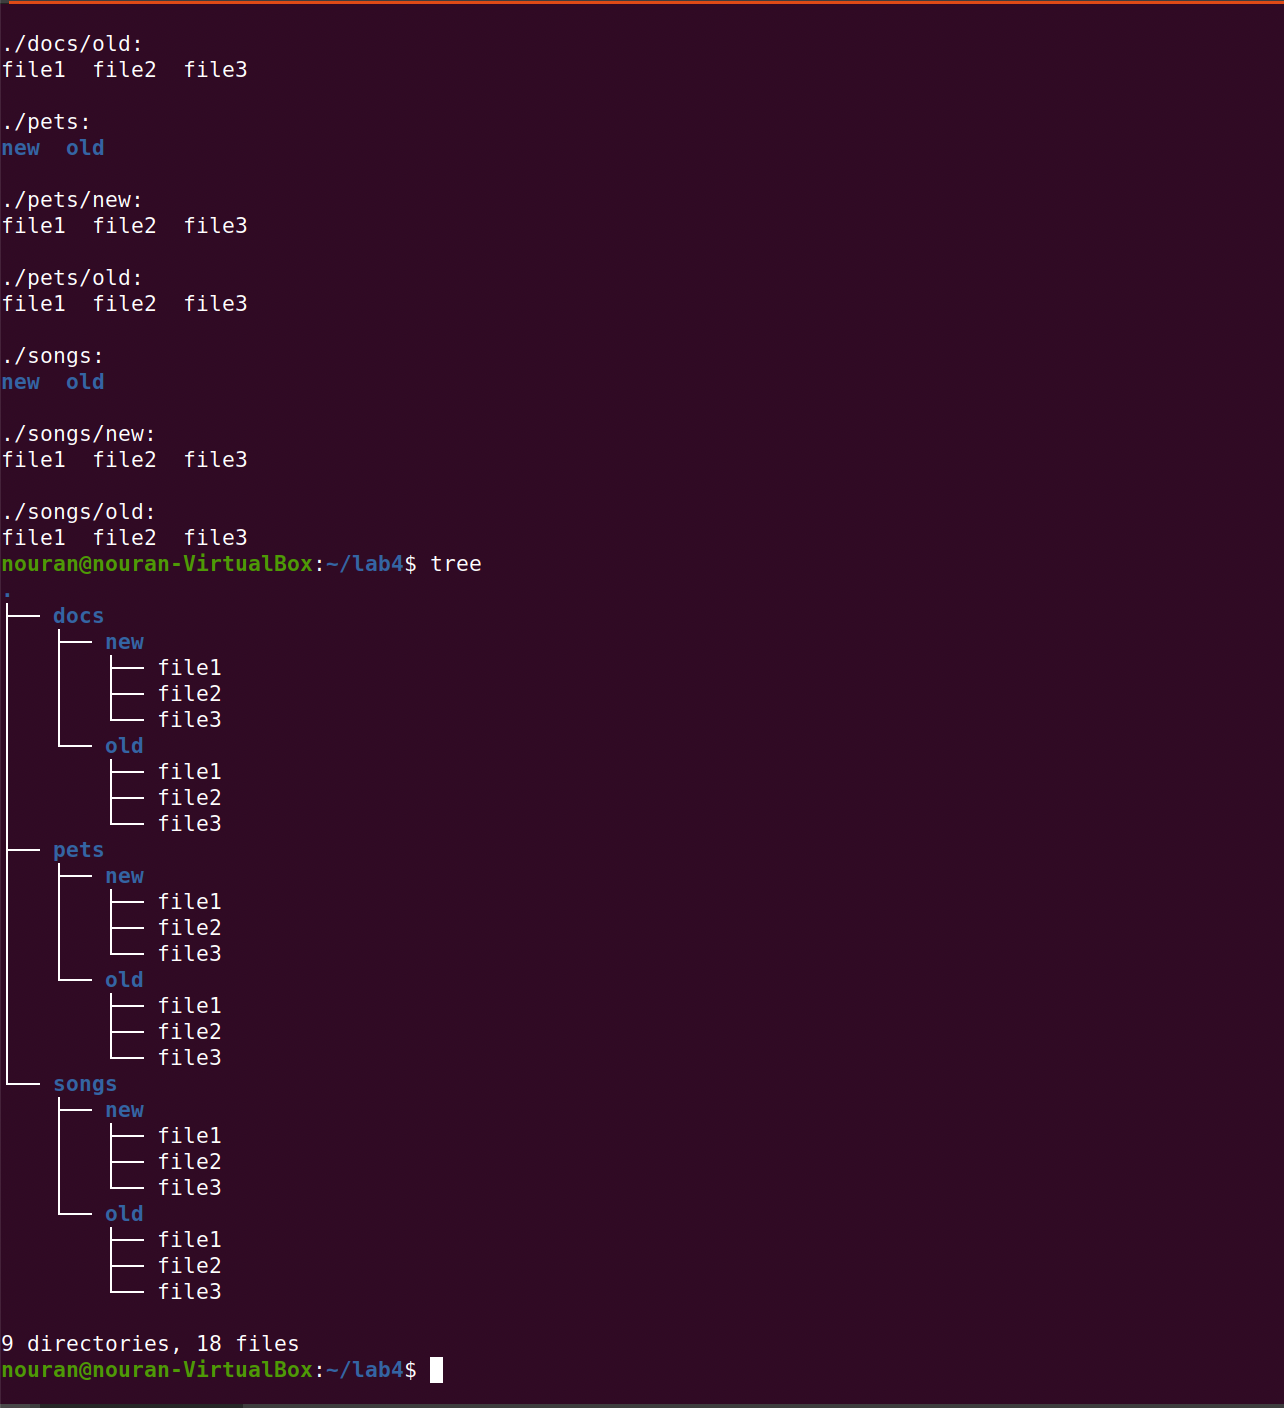 ./docs/old:
file1  file2  file3
./pets:
new  old
./pets/new:
file1  file2  file3
./pets/old:
file1  file2  file3
./songs:
new  old
./songs/new:
file1  file2  file3
./songs/old:
file1  file2  file3
nouran@nouran-VirtualBox:~/lab4$ tree
.
├── docs
│   ├── new
│   │   ├── file1
│   │   ├── file2
│   │   └── file3
│   └── old
│       ├── file1
│       ├── file2
│       └── file3
├── pets
│   ├── new
│   │   ├── file1
│   │   ├── file2
│   │   └── file3
│   └── old
│       ├── file1
│       ├── file2
│       └── file3
└── songs
    ├── new
    │   ├── file1
    │   ├── file2
    │   └── file3
    └── old
        ├── file1
        ├── file2
        └── file3
9 directories, 18 files
nouran@nouran-VirtualBox:~/lab4$